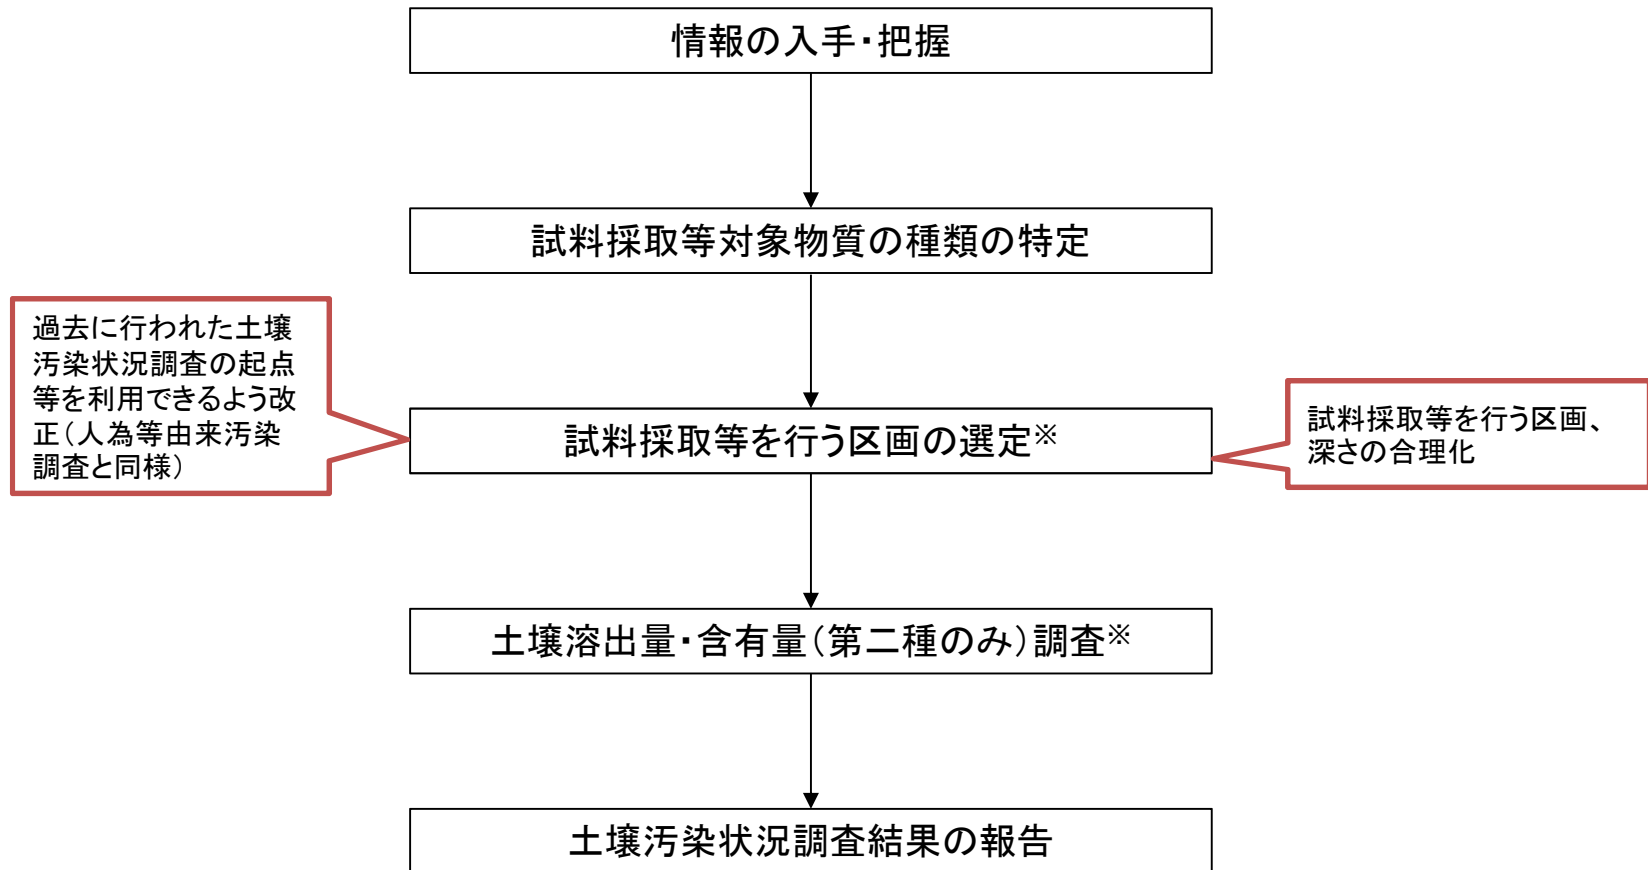 情報の入手・把握
試料採取等対象物質の種類の特定
過去に行われた土壌
汚染状況調査の起点
等を利用できるよう改
正(人為等由来汚染
調査と同様)
試料採取等を行う区画の選定※
試料採取等を行う区画、
深さの合理化
土壌溶出量・含有量(第二種のみ)調査※
土壌汚染状況調査結果の報告